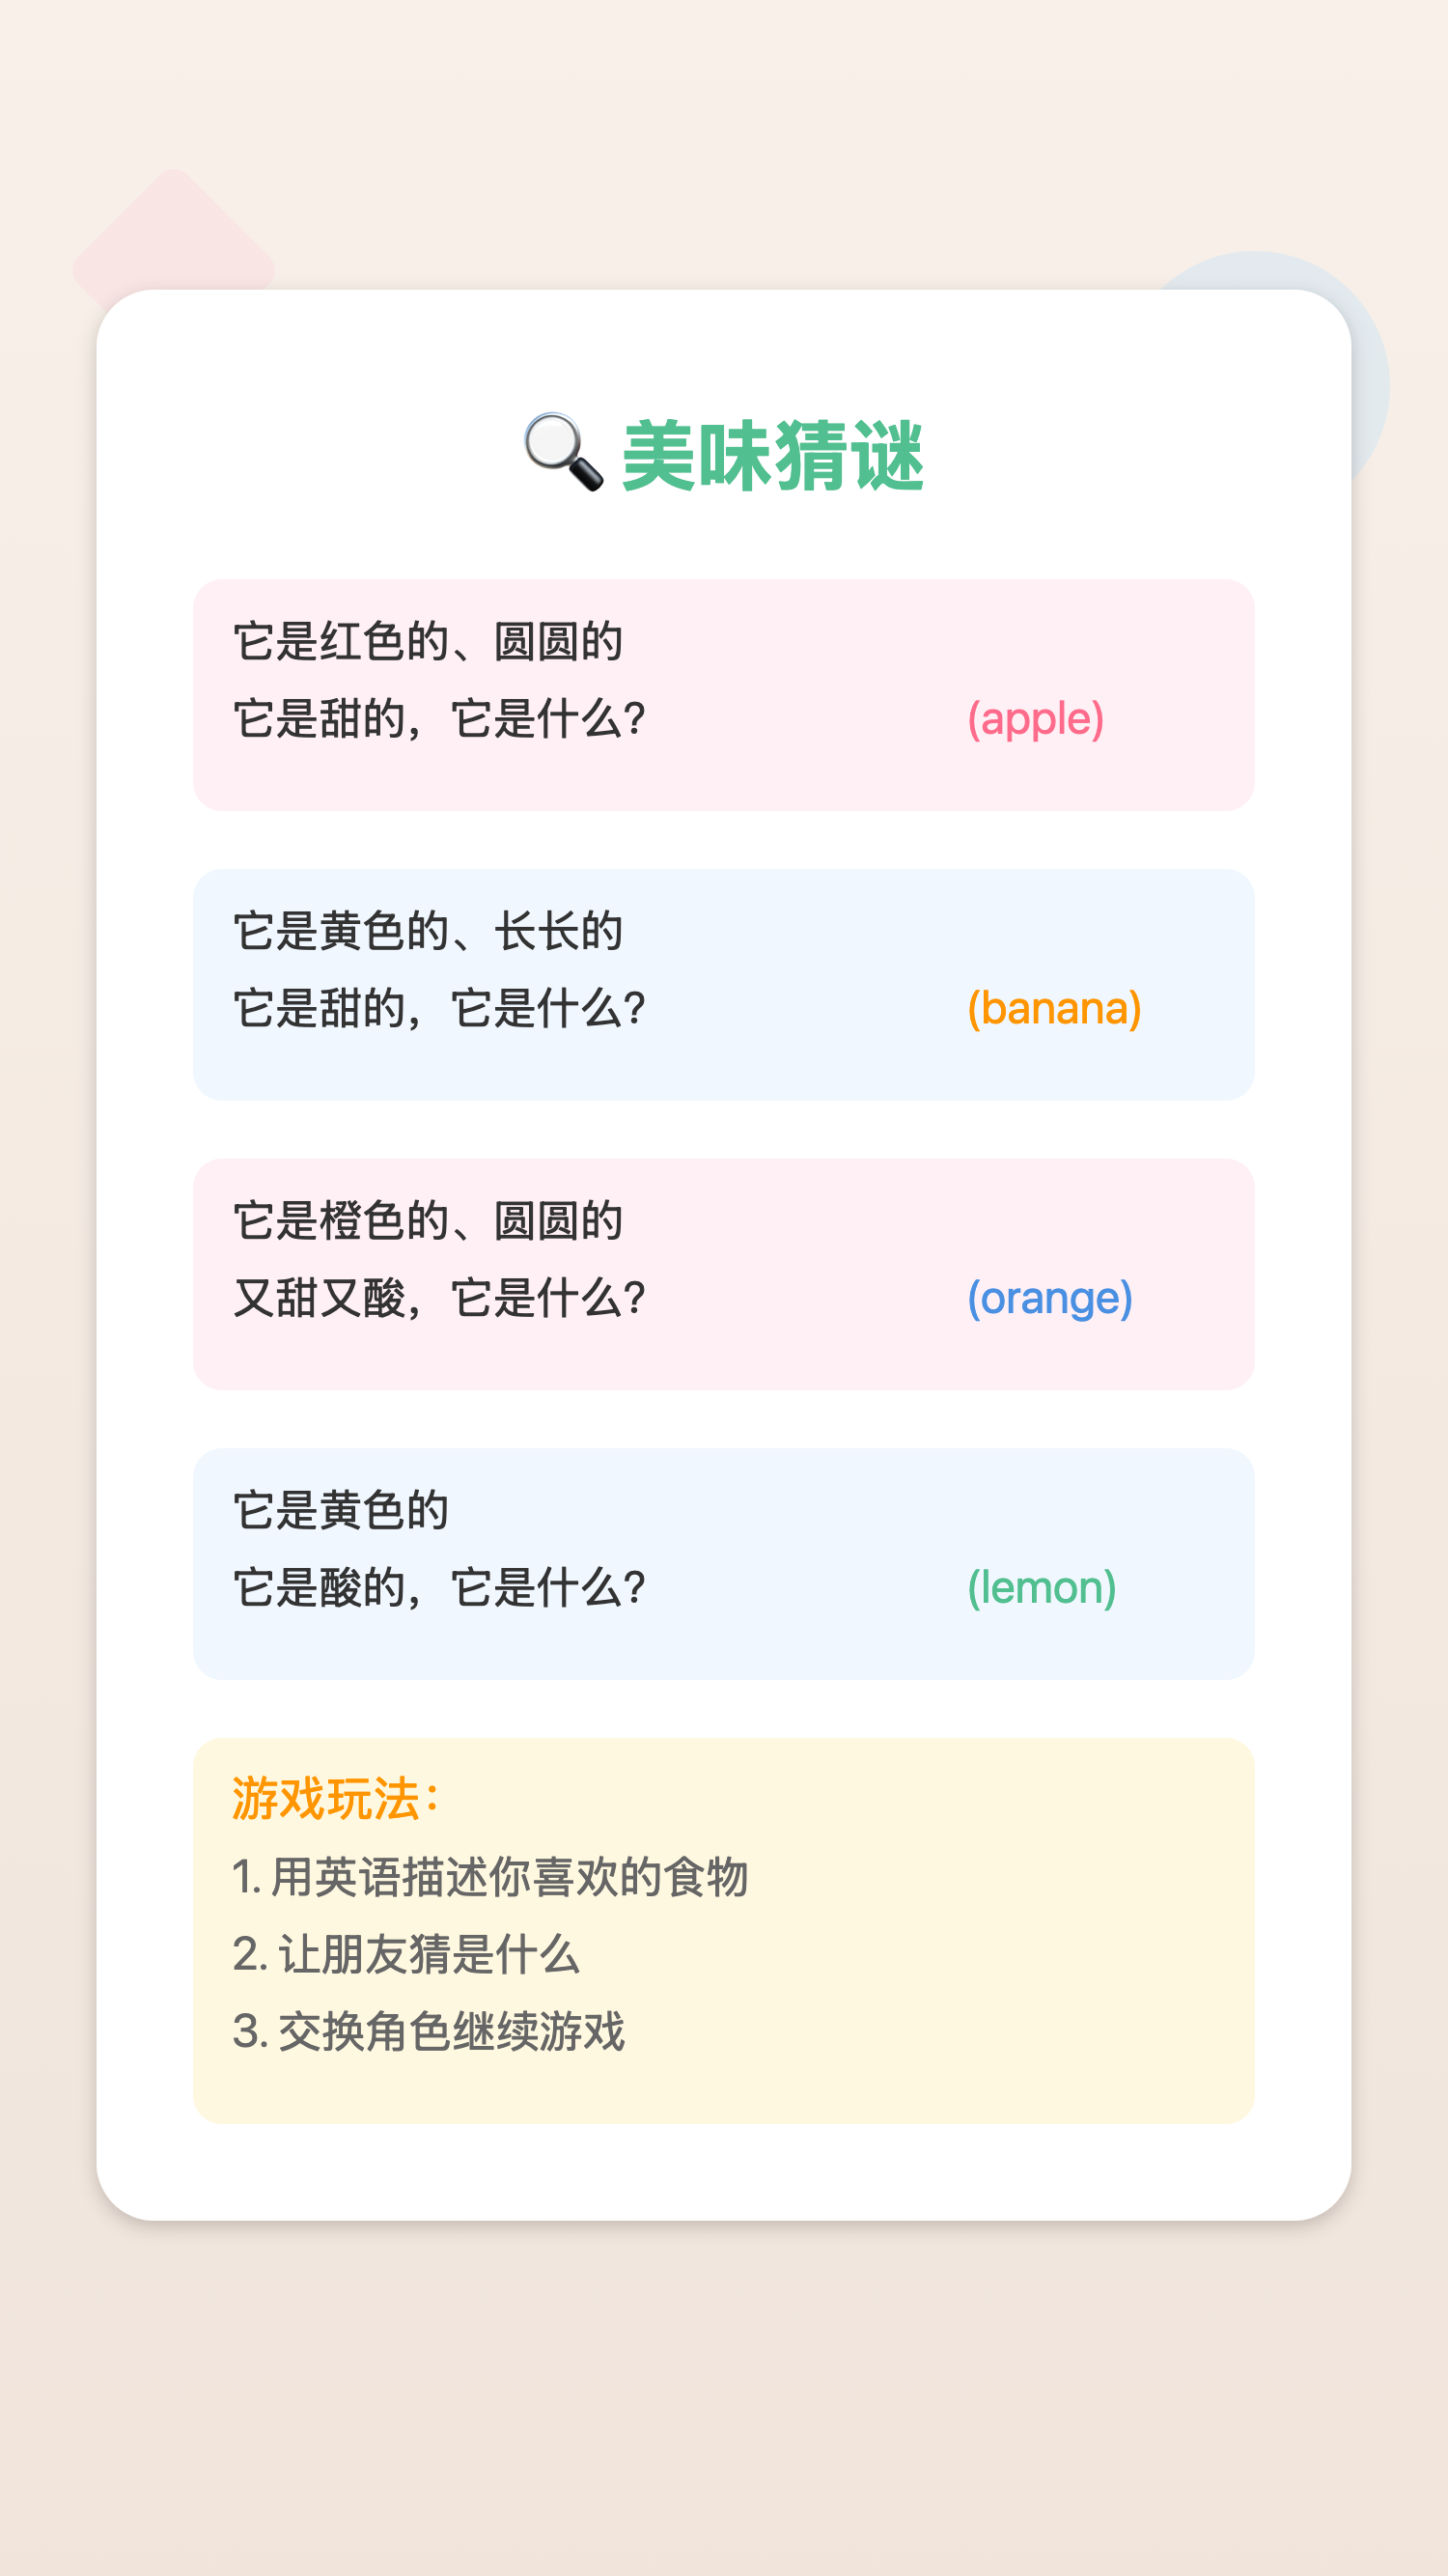 🔍 美味猜谜
它是红色的、圆圆的
它是甜的，它是什么? (apple)
它是黄色的、长长的
它是甜的，它是什么? (banana)
它是橙色的、圆圆的
又甜又酸，它是什么? (orange)
它是黄色的
它是酸的，它是什么? (lemon)
游戏玩法：
1. 用英语描述你喜欢的食物
2. 让朋友猜是什么
3. 交换角色继续游戏